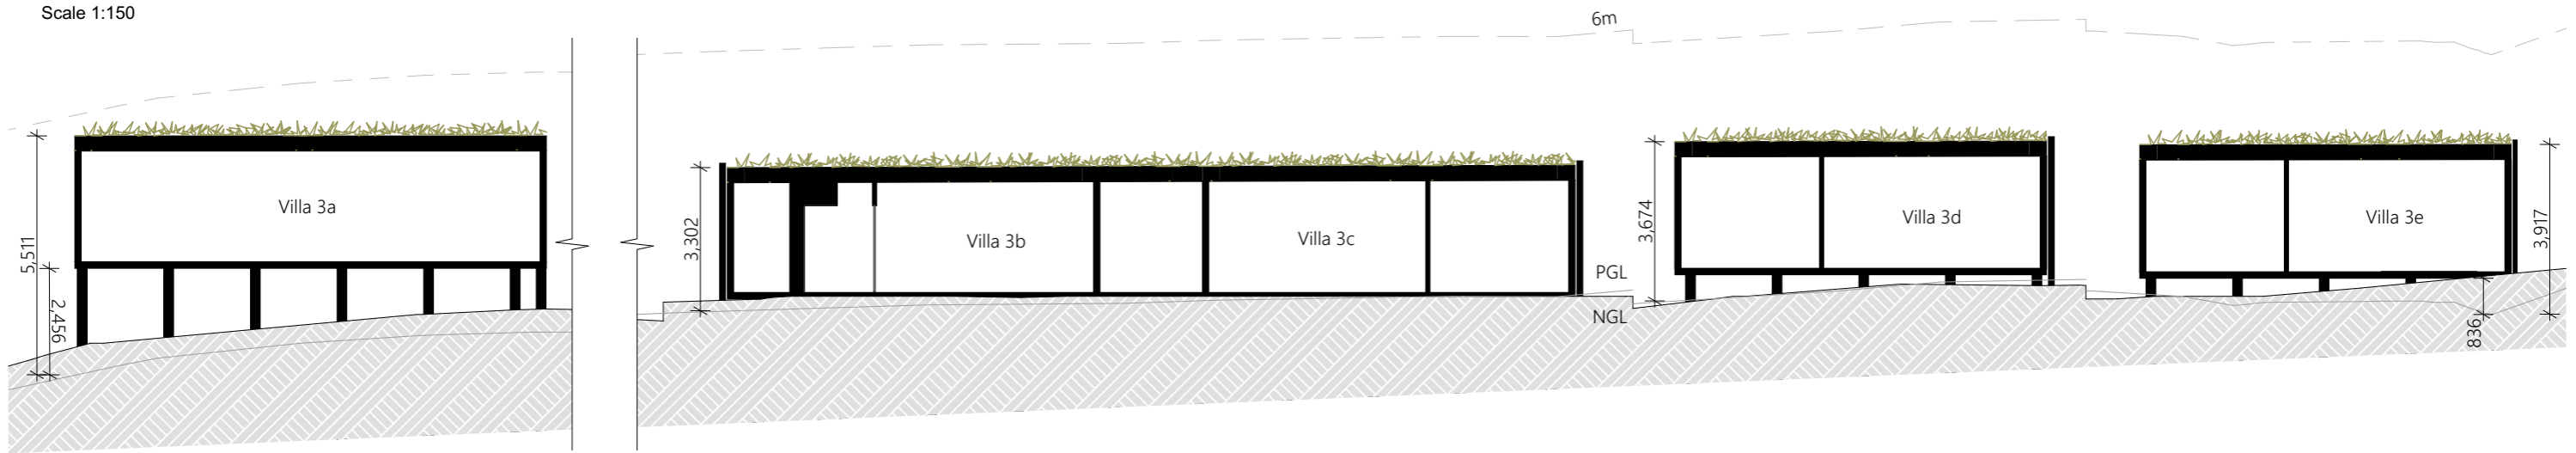 Scale 1:150
6m
Villa 3a
5,511
2,456
3,302
Villa 3b
Villa 3c
PGL
NGL
3,674
Villa 3d
Villa 3e
3,917
836